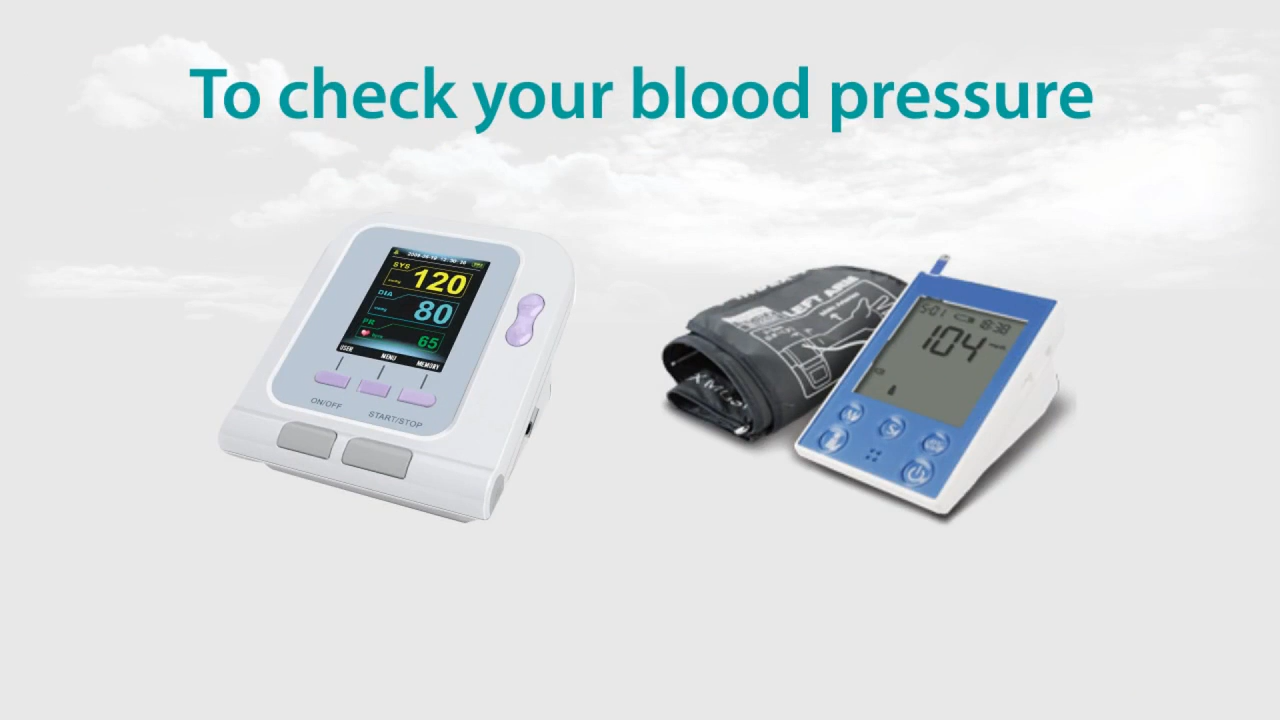 To check your blood pressure
SYS
120
DIA
80
PR
65
USER
MENU
MEMORY
ON/OFF
START/STOP
LEFT ARM
104